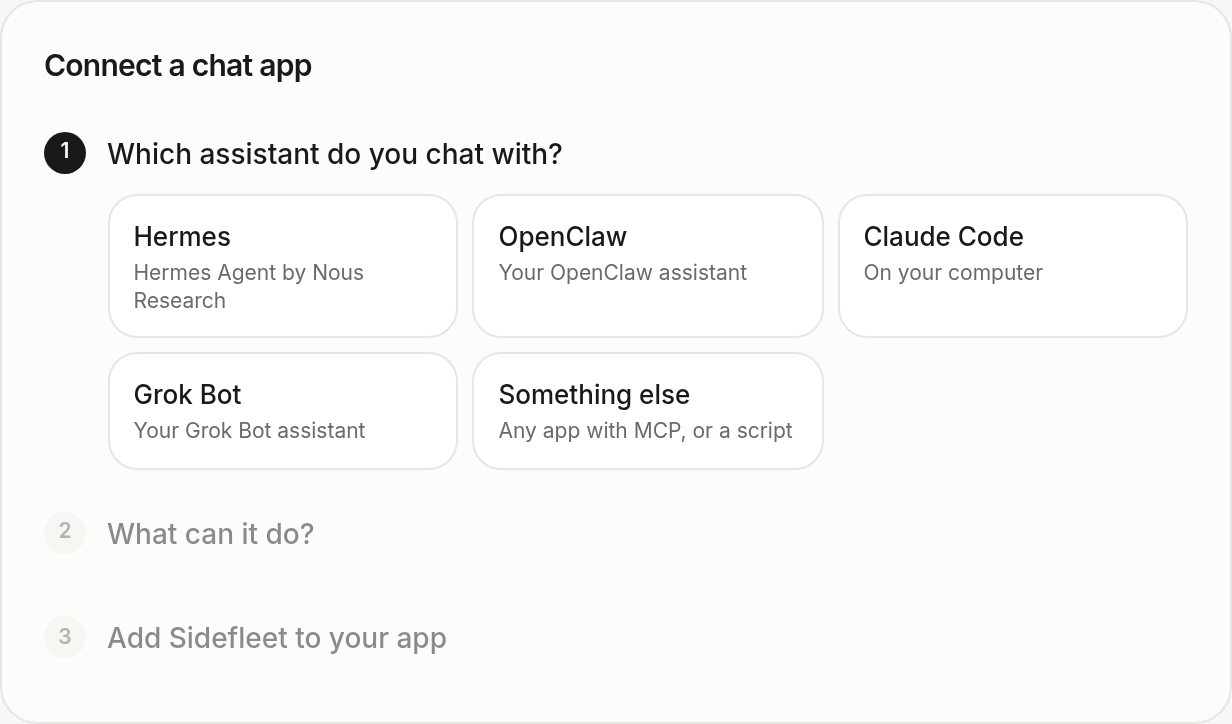 Connect a chat app
1
Which assistant do you chat with?
Hermes
Hermes Agent by Nous
Research
OpenClaw
Your OpenClaw assistant
Claude Code
On your computer
Grok Bot
Your Grok Bot assistant
Something else
Any app with MCP, or a script
2
What can it do?
3
Add Sidefleet to your app